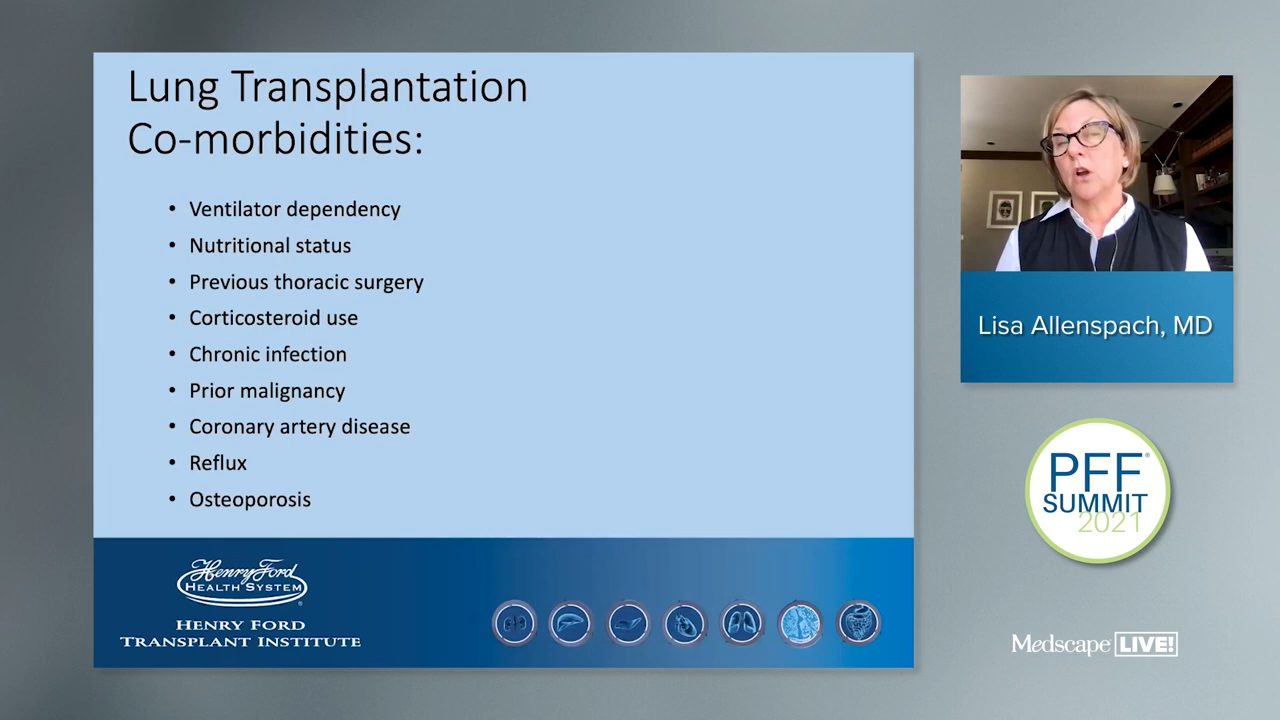 Lung Transplantation
Co-morbidities:
• Ventilator dependency
• Nutritional status
• Previous thoracic surgery
• Corticosteroid use
• Chronic infection
• Prior malignancy
• Coronary artery disease
• Reflux
• Osteoporosis
Henry Ford
HEALTH SYSTEM
®
HENRY FORD
TRANSPLANT INSTITUTE
Lisa Allenspach, MD
PFF®
SUMMIT
2021
Medscape LIVE!